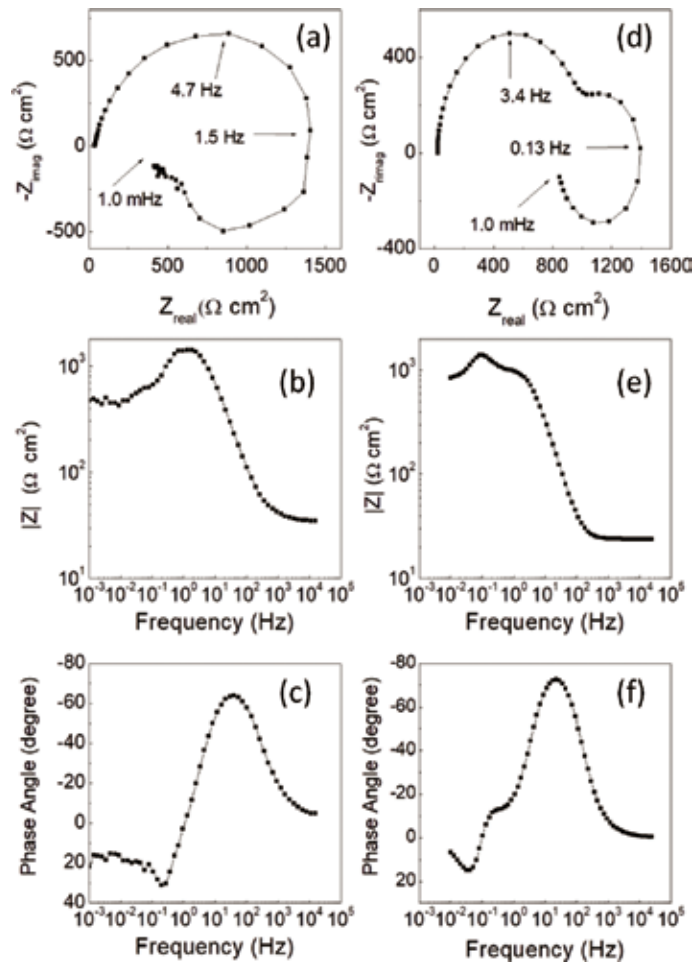 (a)
500
0
-500
-Z_imag (Ω cm²)
4.7 Hz
1.5 Hz
1.0 mHz
0 500 1000 1500
Z_real (Ω cm²)
(d)
400
200
0
-200
-400
3.4 Hz
0.13 Hz
1.0 mHz
0 400 800 1200 1600
Z_real (Ω cm²)
(b)
10³
10²
10¹
|Z| (Ω cm²)
10⁻³ 10⁻² 10⁻¹ 10⁰ 10¹ 10² 10³ 10⁴ 10⁵
Frequency (Hz)
(e)
10³
10²
10¹
|Z| (Ω cm²)
10⁻³ 10⁻² 10⁻¹ 10⁰ 10¹ 10² 10³ 10⁴ 10⁵
Frequency (Hz)
(c)
-80
-60
-40
-20
0
20
40
Phase Angle (degree)
10⁻³ 10⁻² 10⁻¹ 10⁰ 10¹ 10² 10³ 10⁴ 10⁵
Frequency (Hz)
(f)
-80
-60
-40
-20
0
20
Phase Angle (degree)
10⁻³ 10⁻² 10⁻¹ 10⁰ 10¹ 10² 10³ 10⁴ 10⁵
Frequency (Hz)